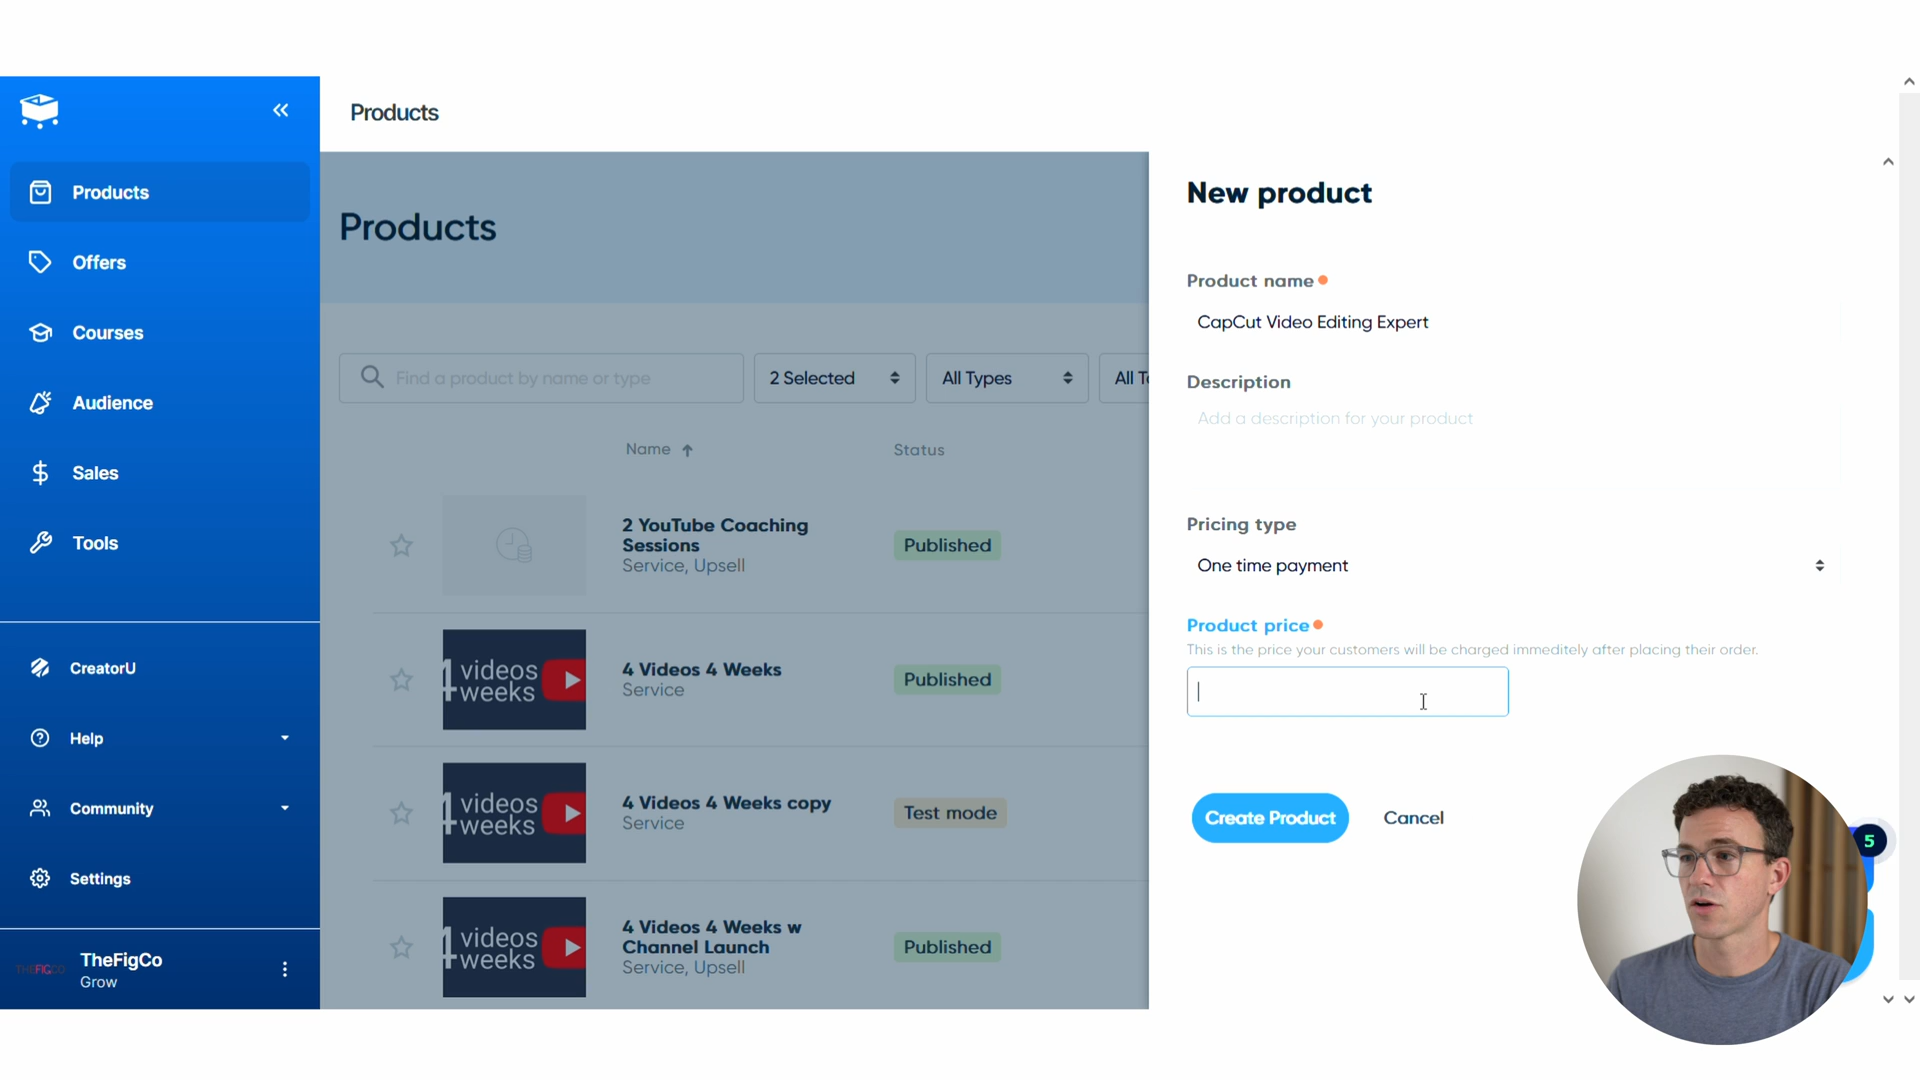 Products
Products
Offers
Courses
Audience
Sales
Tools
CreatorU
Help
Community
Settings
THEFIGCO
TheFigCo
Grow
Products
Find a product by name or type
2 Selected
All Types
All T
Name
Status
2 YouTube Coaching
Sessions
Service, Upsell
Published
4 videos
weeks
4 Videos 4 Weeks
Service
Published
4 videos
weeks
4 Videos 4 Weeks copy
Service
Test mode
4 videos
weeks
4 Videos 4 Weeks w
Channel Launch
Service, Upsell
Published
New product
Product name
CapCut Video Editing Expert
Description
Add a description for your product
Pricing type
One time payment
Product price
This is the price your customers will be charged immeditely after placing their order.
Create Product
Cancel
5